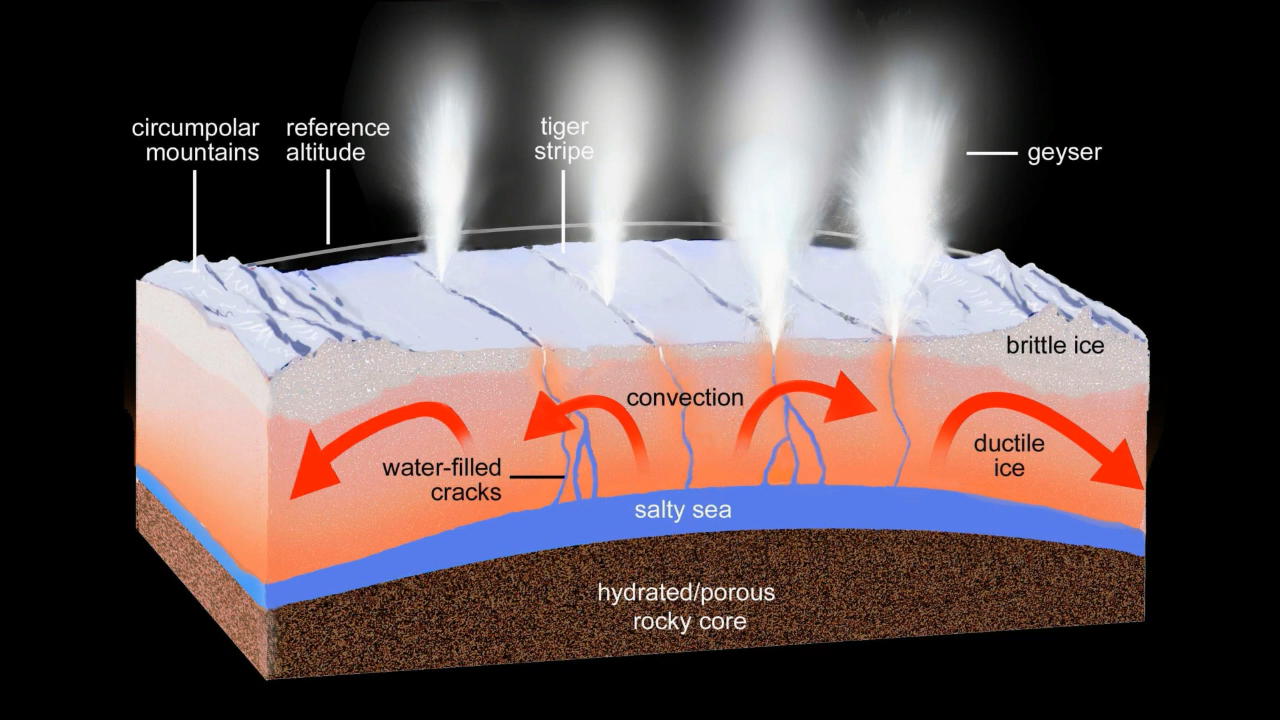 circumpolar
mountains
reference
altitude
tiger
stripe
geyser
brittle ice
convection
ductile
ice
water-filled
cracks
salty sea
hydrated/porous
rocky core